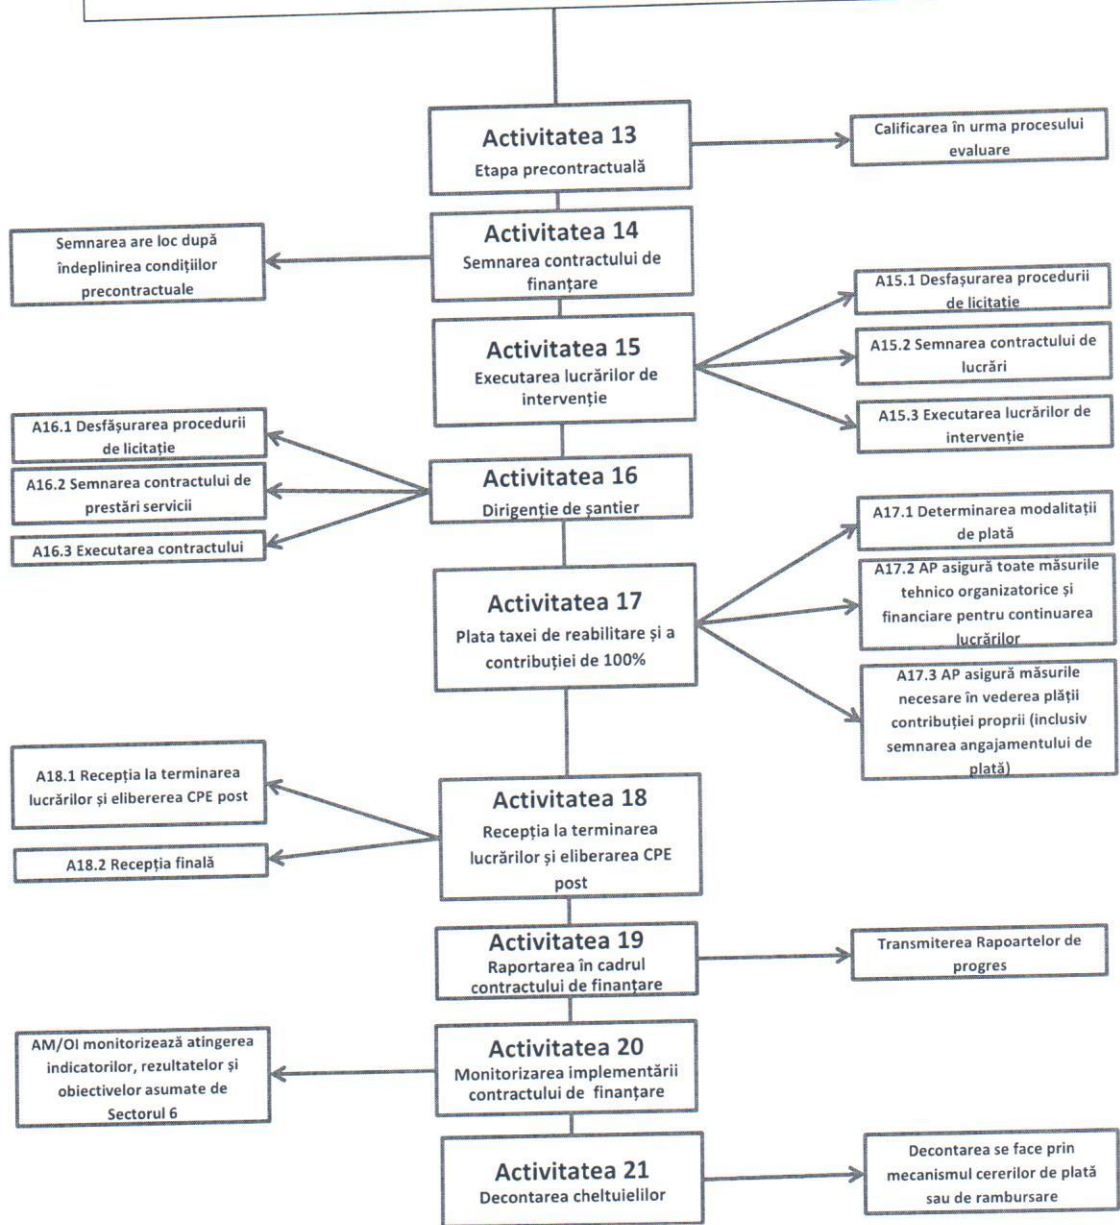 Activitatea 13
Etapa precontractuală
Calificarea în urma procesului
evaluare
Activitatea 14
Semnarea contractului de
finanțare
Semnarea are loc după
îndeplinirea condițiilor
precontractuale
Activitatea 15
Executarea lucrărilor de
intervenție
A15.1 Desfașurarea procedurii
de licitație
A15.2 Semnarea contractului de
lucrări
A15.3 Executarea lucrărilor de
intervenție
A16.1 Desfășurarea procedurii
de licitație
A16.2 Semnarea contractului de
prestări servicii
A16.3 Executarea contractului
Activitatea 16
Dirigenție de șantier
Activitatea 17
Plata taxei de reabilitare și a
contribuției de 100%
A17.1 Determinarea modalitații
de plată
A17.2 AP asigură toate măsurile
tehnico organizatorice și
financiare pentru continuarea
lucrărilor
A17.3 AP asigură măsurile
necesare în vederea plății
contribuției proprii (inclusiv
semnarea angajamentului de
plată)
A18.1 Recepția la terminarea
lucrărilor și elibererea CPE post
A18.2 Recepția finală
Activitatea 18
Recepția la terminarea
lucrărilor și eliberarea CPE
post
Activitatea 19
Raportarea în cadrul
contractului de finanțare
Transmiterea Rapoartelor de
progres
AM/OI monitorizează atingerea
indicatorilor, rezultatelor și
obiectivelor asumate de
Sectorul 6
Activitatea 20
Monitorizarea implementării
contractului de finanțare
Activitatea 21
Decontarea cheltuielilor
Decontarea se face prin
mecanismul cererilor de plată
sau de rambursare